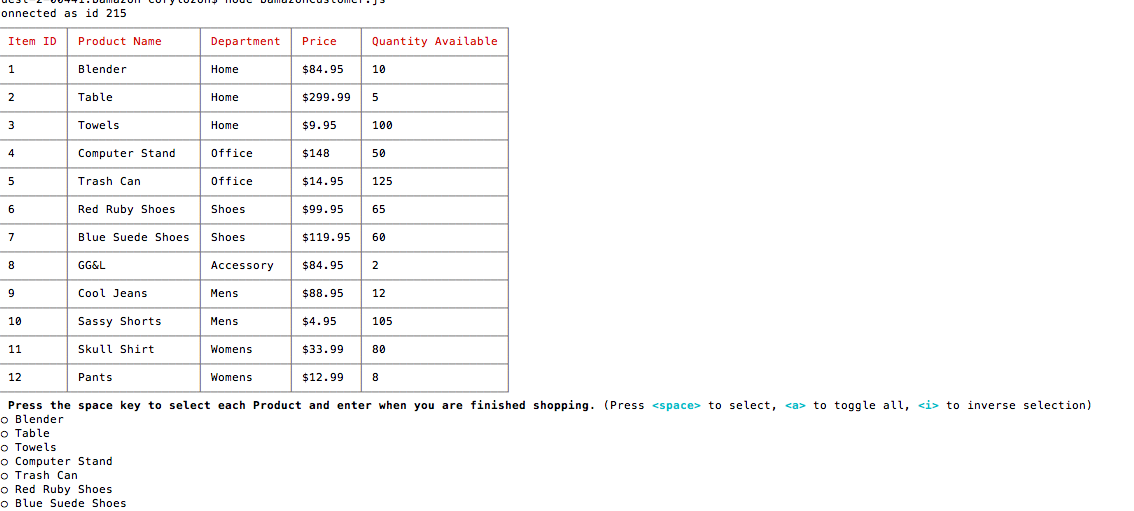 onnected as id 215
Item ID Product Name Department Price Quantity Available
1 Blender Home $84.95 10
2 Table Home $299.99 5
3 Towels Home $9.95 100
4 Computer Stand Office $148 50
5 Trash Can Office $14.95 125
6 Red Ruby Shoes Shoes $99.95 65
7 Blue Suede Shoes Shoes $119.95 60
8 GG&L Accessory $84.95 2
9 Cool Jeans Mens $88.95 12
10 Sassy Shorts Mens $4.95 105
11 Skull Shirt Womens $33.99 80
12 Pants Womens $12.99 8
Press the space key to select each Product and enter when you are finished shopping. (Press <space> to select, <a> to toggle all, <i> to inverse selection)
Blender
Table
Towels
Computer Stand
Trash Can
Red Ruby Shoes
Blue Suede Shoes